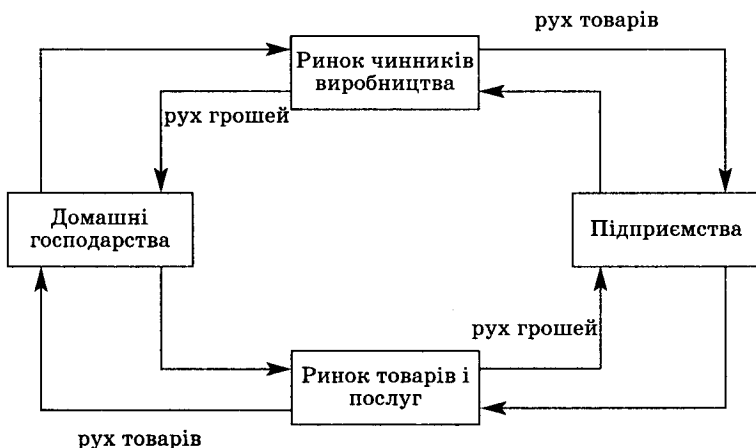 рух товарів
Ринок чинників
виробництва
рух грошей
Домашні
господарства
Підприємства
рух грошей
Ринок товарів і
послуг
рух товарів